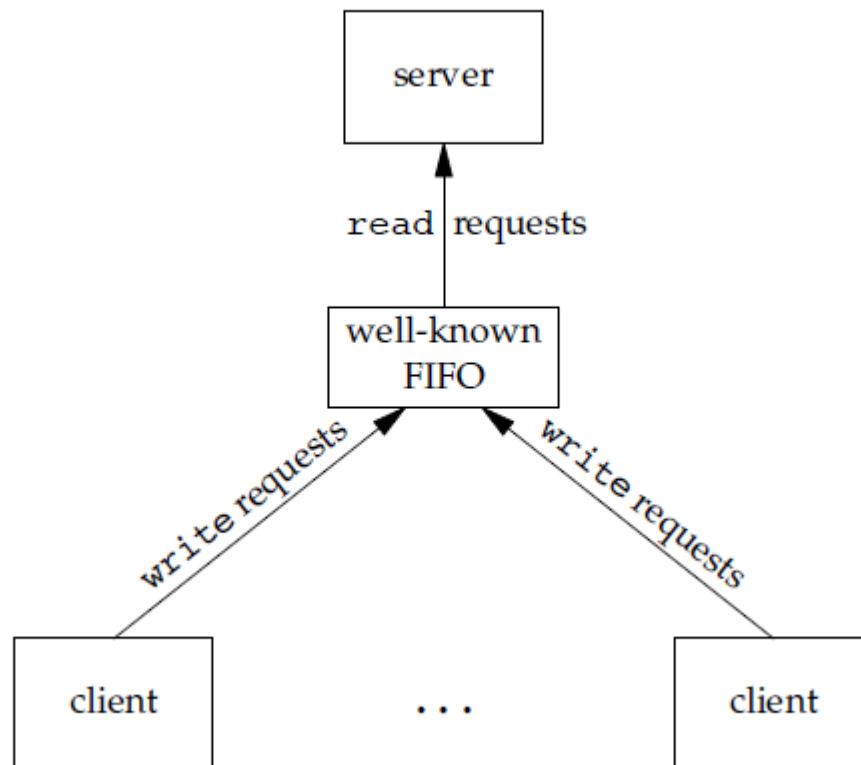 server
read requests
well-known
FIFO
write requests
write requests
client
...
client